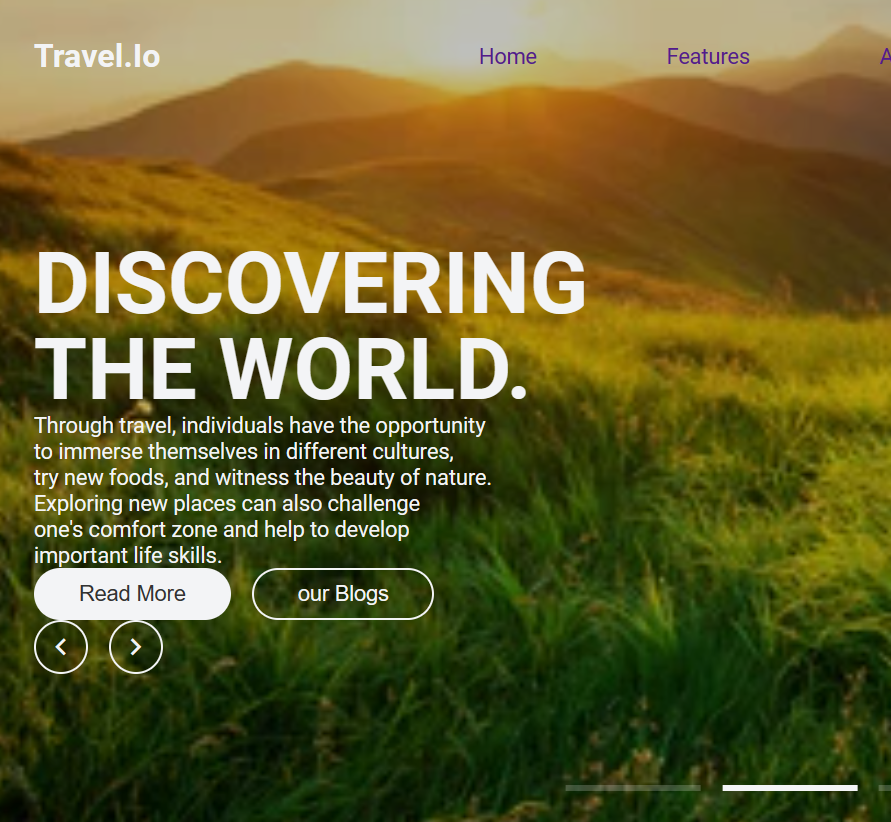 Travel.Io
Home
Features
A
DISCOVERING
THE WORLD.
Through travel, individuals have the opportunity
to immerse themselves in different cultures,
try new foods, and witness the beauty of nature.
Exploring new places can also challenge
one's comfort zone and help to develop
important life skills.
Read More
our Blogs